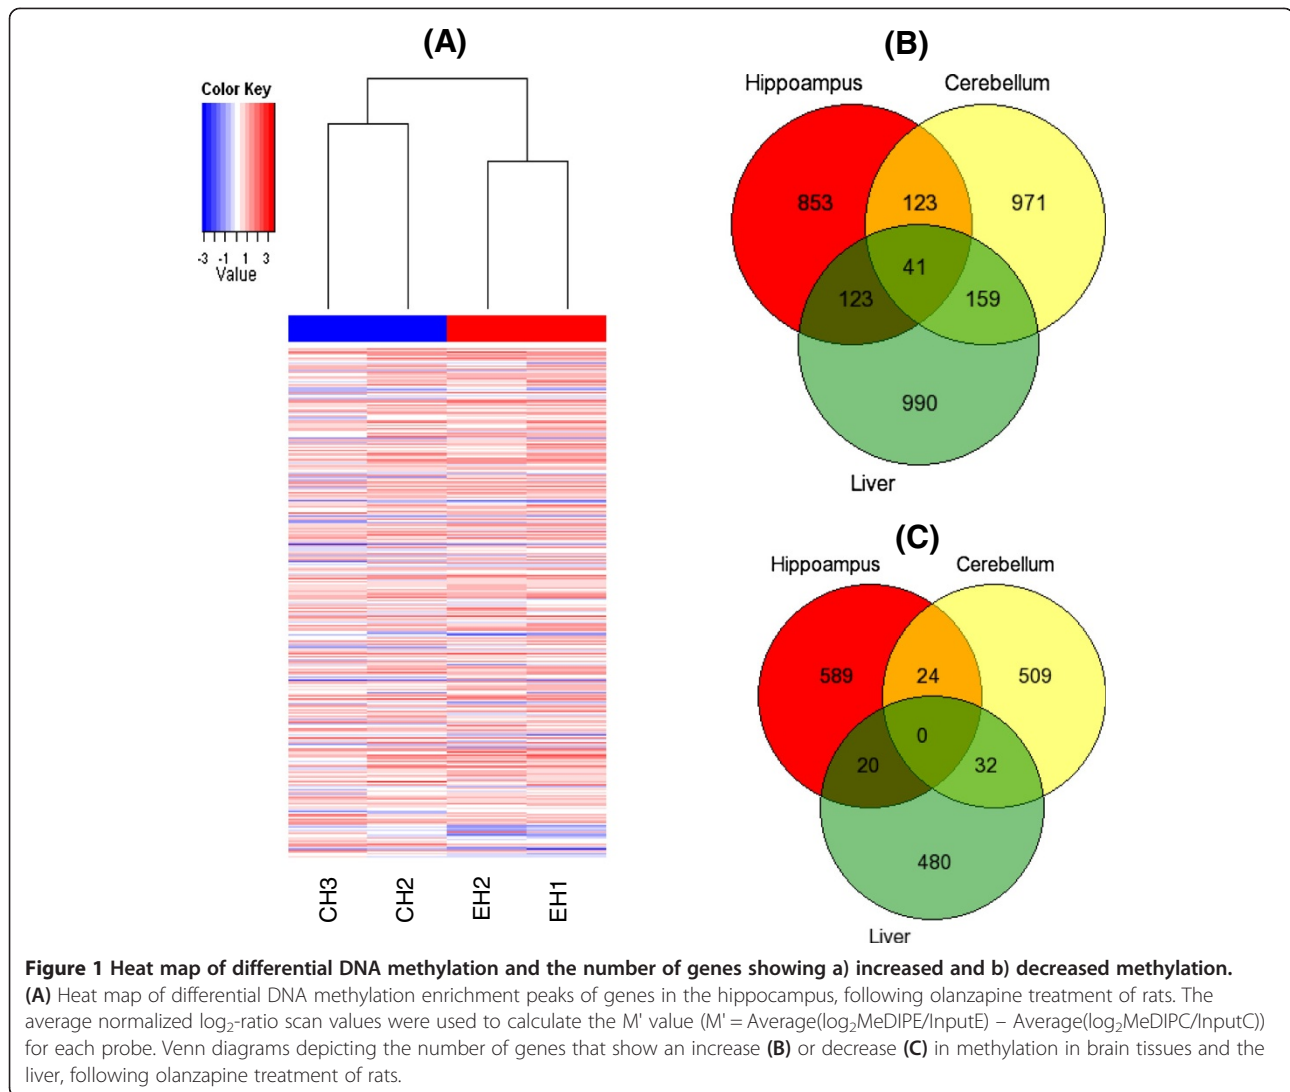 (A)
Color Key
-3 -1 1 3
Value
CH3
CH2
EH2
EH1
(B)
Hippoampus
Cerebellum
853
123
971
41
123
159
990
Liver
(C)
Hippoampus
Cerebellum
589
24
509
0
20
32
480
Liver
Figure 1 Heat map of differential DNA methylation and the number of genes showing a) increased and b) decreased methylation.
(A) Heat map of differential DNA methylation enrichment peaks of genes in the hippocampus, following olanzapine treatment of rats. The
average normalized log₂-ratio scan values were used to calculate the M' value (M' = Average(log₂MeDIPE/InputE) – Average(log₂MeDIPC/InputC))
for each probe. Venn diagrams depicting the number of genes that show an increase (B) or decrease (C) in methylation in brain tissues and the
liver, following olanzapine treatment of rats.